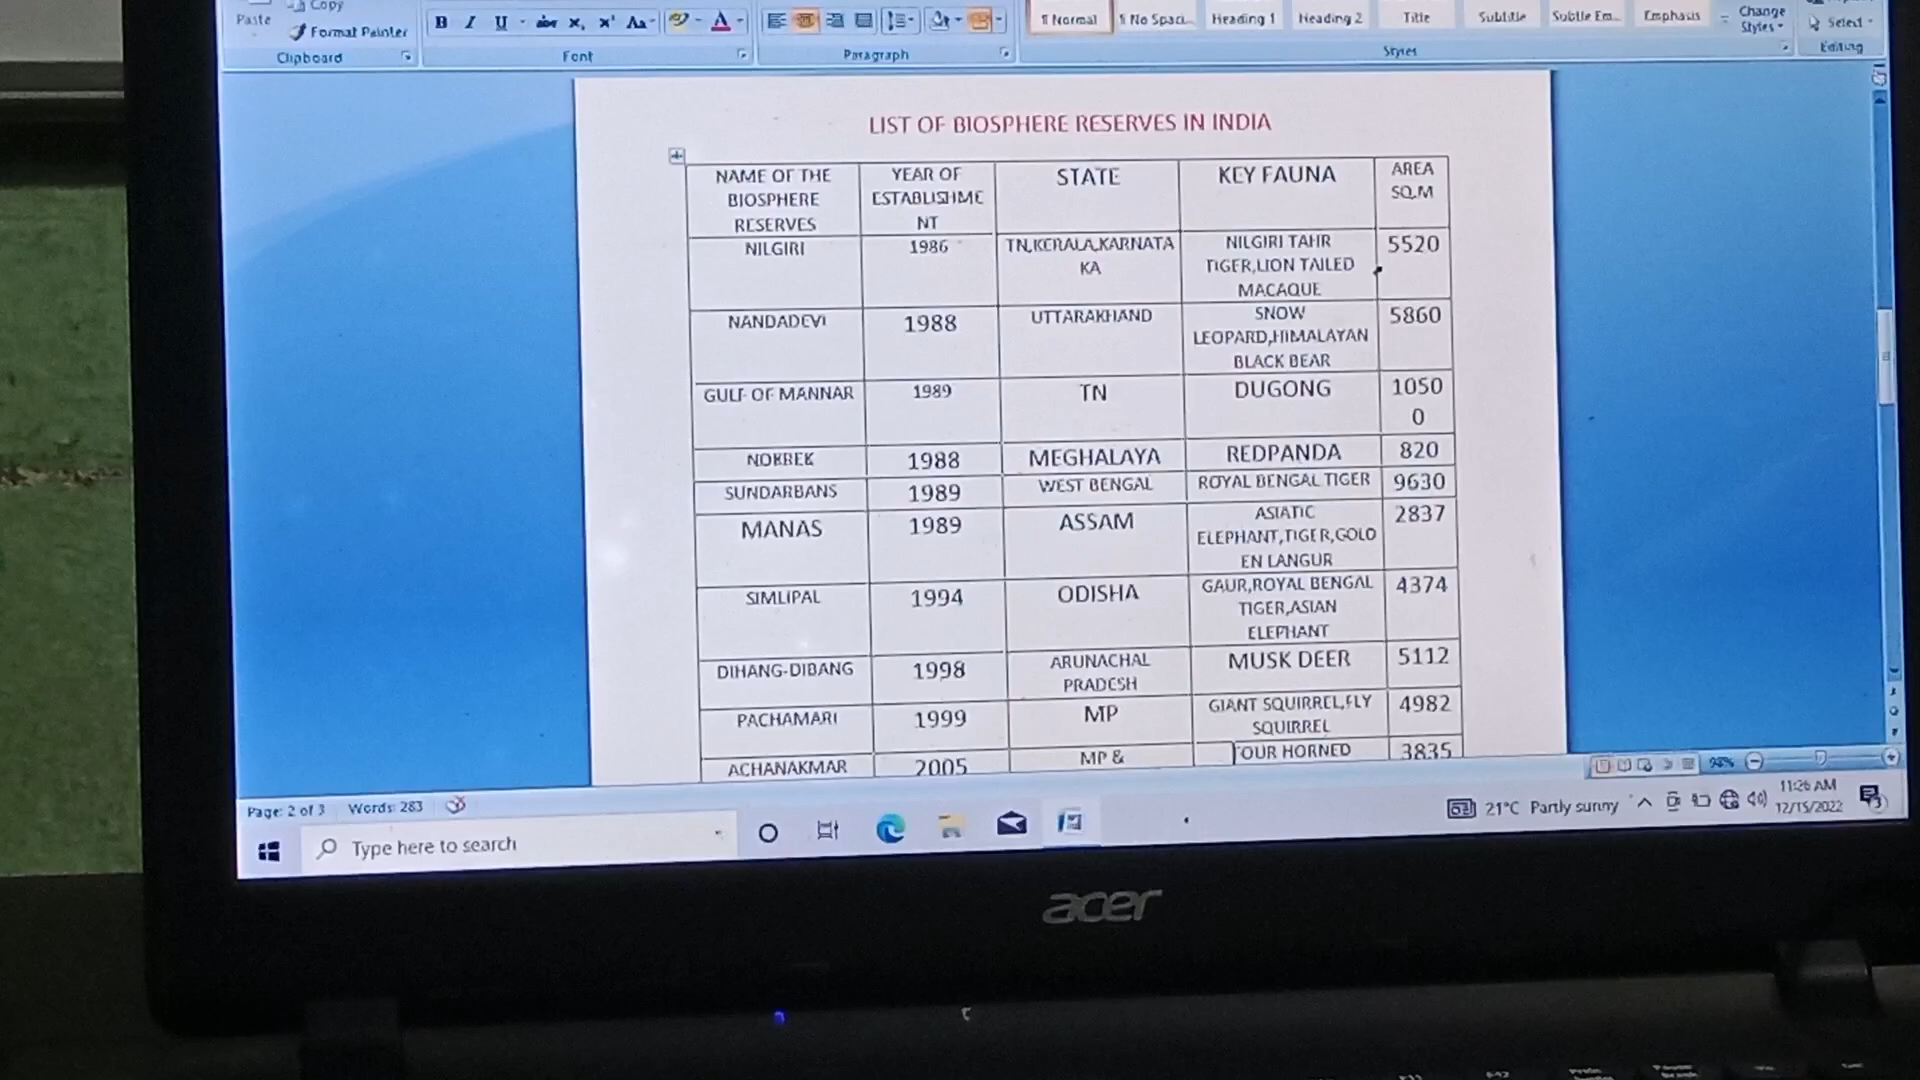 Copy
Paste
Format Painter
B I U abc x, x' Aa A
¶ Normal
¶ No Spaci...
Heading 1
Heading 2
Title
Subtitle
Subtle Em...
Emphasis
Change
Styles
Select
Clipboard
Font
Paragraph
Styles
Editing
LIST OF BIOSPHERE RESERVES IN INDIA
NAME OF THE
BIOSPHERE
RESERVES
YEAR OF
ESTABLISHME
NT
STATE
KEY FAUNA
AREA
SQ.M
NILGIRI
1986
TN,KERALA,KARNATA
KA
NILGIRI TAHR
TIGER,LION TAILED
MACAQUE
5520
NANDADEVI
1988
UTTARAKHAND
SNOW
LEOPARD,HIMALAYAN
BLACK BEAR
5860
GULF OF MANNAR
1989
TN
DUGONG
1050
0
NOKREK
1988
MEGHALAYA
REDPANDA
820
SUNDARBANS
1989
WEST BENGAL
ROYAL BENGAL TIGER
9630
MANAS
1989
ASSAM
ASIATIC
ELEPHANT,TIGER,GOLD
EN LANGUR
2837
SIMLIPAL
1994
ODISHA
GAUR,ROYAL BENGAL
TIGER,ASIAN
ELEPHANT
4374
DIHANG-DIBANG
1998
ARUNACHAL
PRADESH
MUSK DEER
5112
PACHAMARI
1999
MP
GIANT SQUIRREL,FLY
SQUIRREL
4982
ACHANAKMAR
2005
MP &
FOUR HORNED
3835
Page: 2 of 3
Words: 283
98%
Type here to search
21°C Partly sunny
11:26 AM
12/15/2022
3
acer